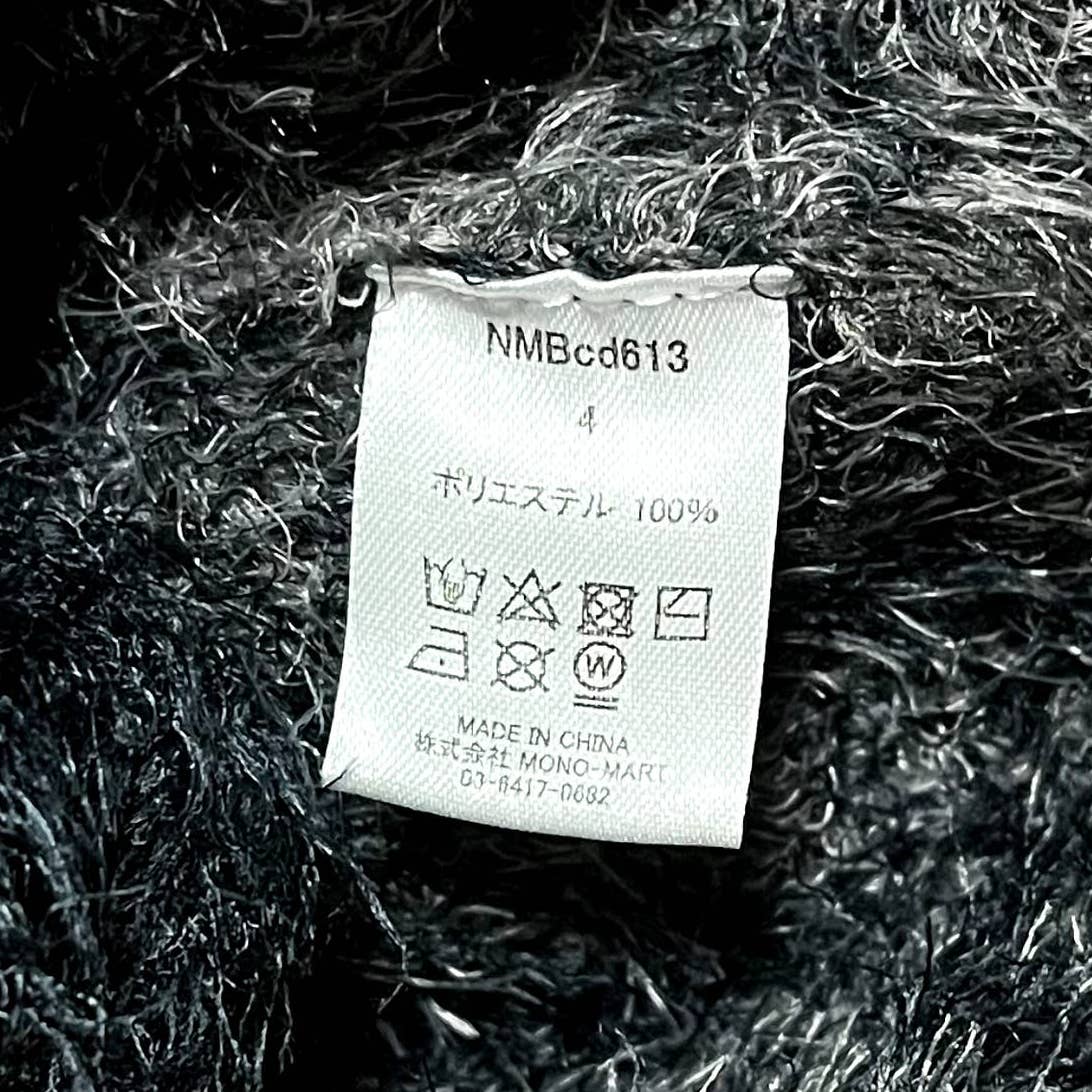 NMBcd613
4
ポリエステル 100%
W
MADE IN CHINA
株式会社 MONO-MART
03-6417-0682